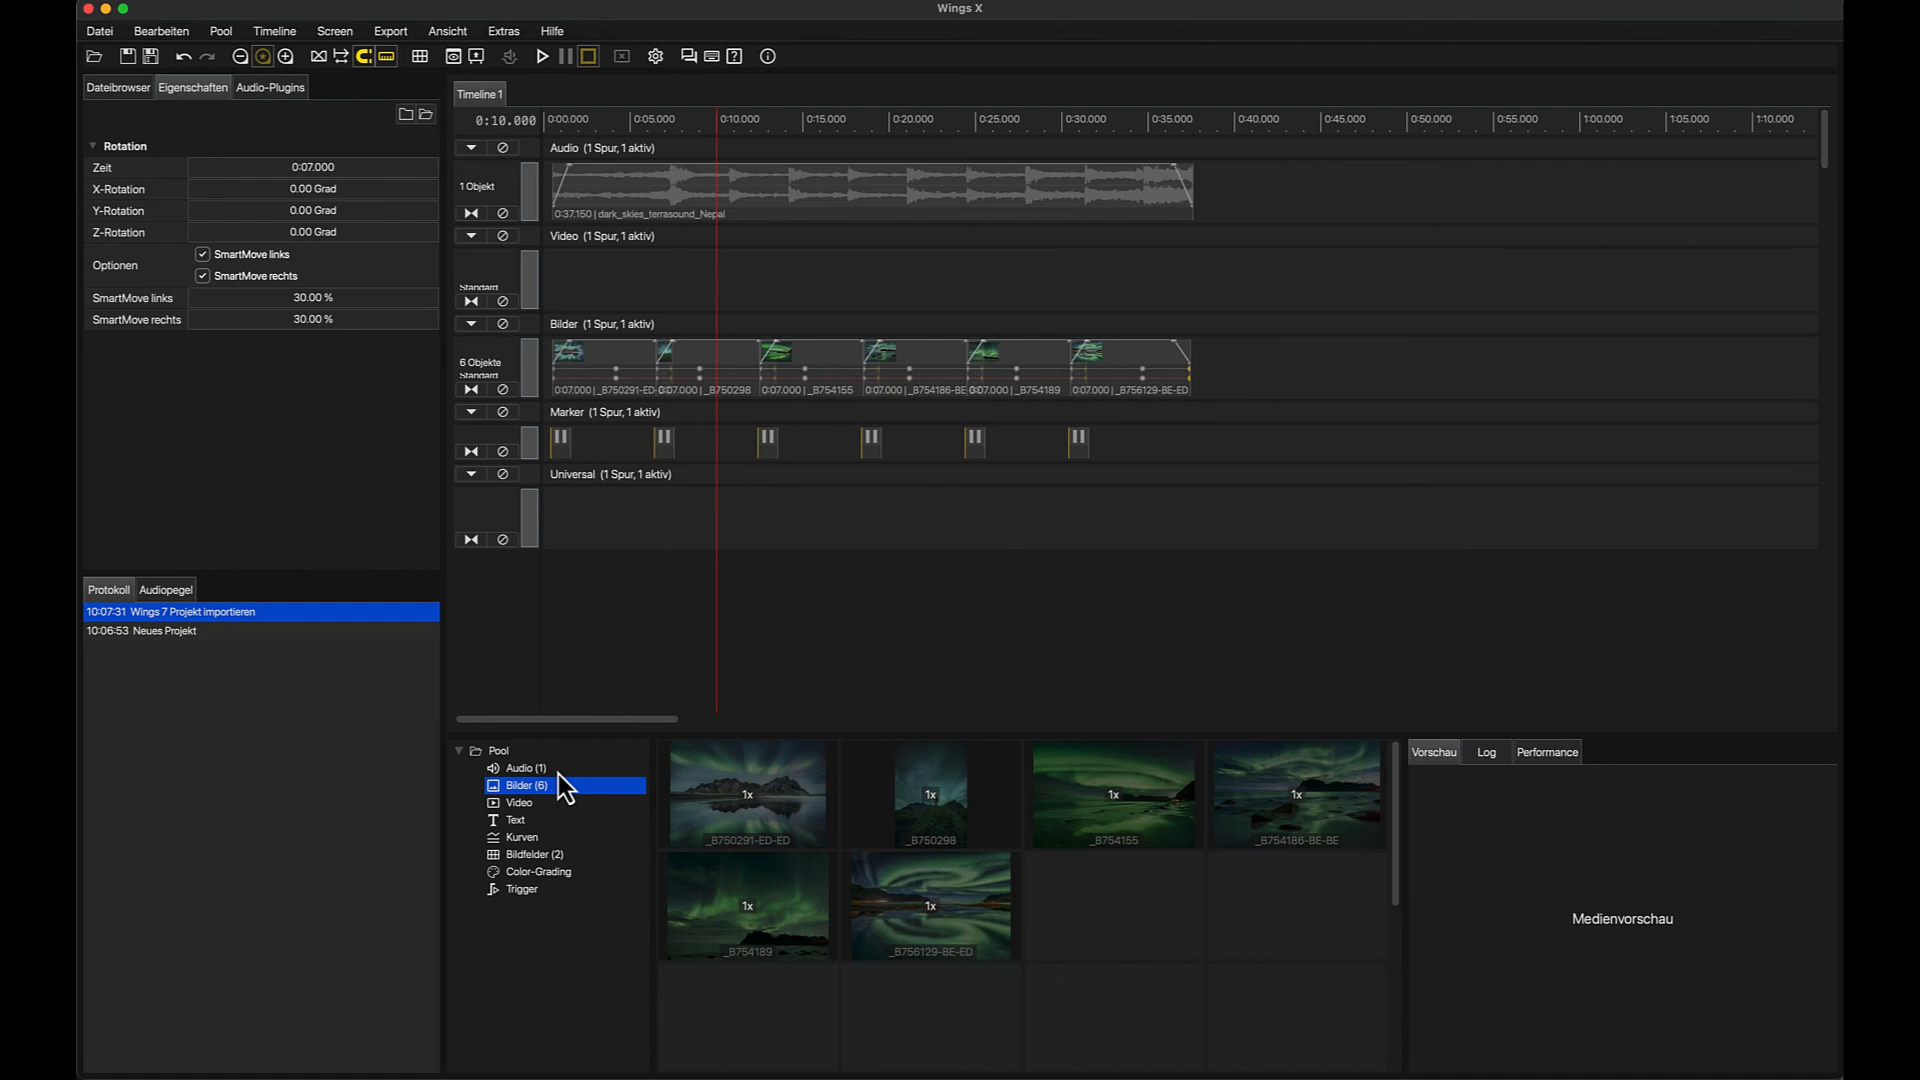 Wings X
Datei Bearbeiten Pool Timeline Screen Export Ansicht Extras Hilfe
Dateibrowser Eigenschaften Audio-Plugins
Rotation
Zeit 0:07.000
X-Rotation 0.00 Grad
Y-Rotation 0.00 Grad
Z-Rotation 0.00 Grad
Optionen
SmartMove links
SmartMove rechts
SmartMove links 30.00 %
SmartMove rechts 30.00 %
Protokoll Audiopegel
10:07:31 Wings 7 Projekt importieren
10:06:53 Neues Projekt
Timeline 1
0:10.000 0:00.000 0:05.000 0:10.000 0:15.000 0:20.000 0:25.000 0:30.000 0:35.000 0:40.000 0:45.000 0:50.000 0:55.000 1:00.000 1:05.000 1:10.000
Audio (1 Spur, 1 aktiv)
1 Objekt
0:37.150 | dark_skies_terrasound_Nepal
Video (1 Spur, 1 aktiv)
Standard
Bilder (1 Spur, 1 aktiv)
6 Objekte
Standard
0:07.000 | _B750291-ED- 0:07.000 | _B750298 0:07.000 | _B754155 0:07.000 | _B754186-BE- 0:07.000 | _B754189 0:07.000 | _B756129-BE-ED
Marker (1 Spur, 1 aktiv)
Universal (1 Spur, 1 aktiv)
Pool
Audio (1)
Bilder (6)
Video
Text
Kurven
Bildfelder (2)
Color-Grading
Trigger
1x 1x 1x 1x
_B750291-ED-ED _B750298 _B754155 _B754186-BE-BE
1x 1x
_B754189 _B756129-BE-ED
Vorschau Log Performance
Medienvorschau